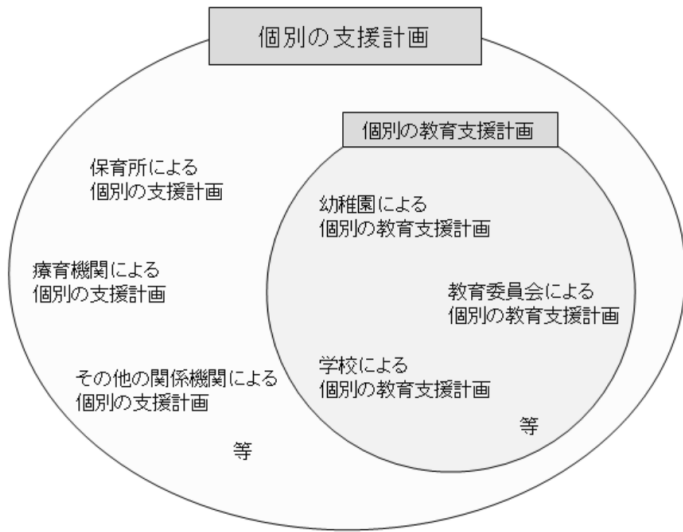 個別の支援計画
個別の教育支援計画
保育所による
個別の支援計画
幼稚園による
個別の教育支援計画
療育機関による
個別の支援計画
教育委員会による
個別の教育支援計画
学校による
個別の教育支援計画
その他の関係機関による
個別の支援計画
等
等